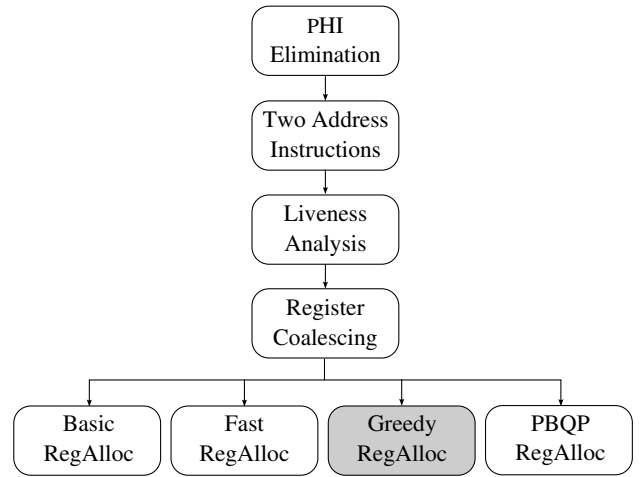 PHI
Elimination
Two Address
Instructions
Liveness
Analysis
Register
Coalescing
Basic
RegAlloc
Fast
RegAlloc
Greedy
RegAlloc
PBQP
RegAlloc